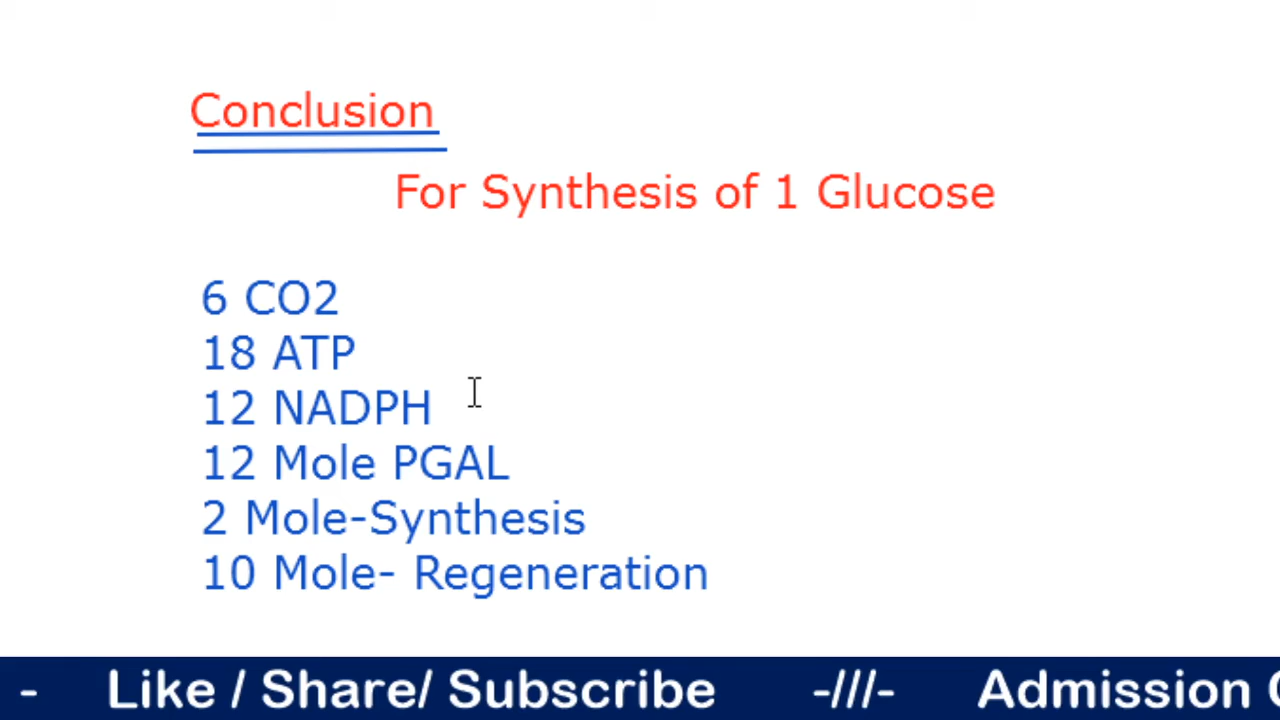 Conclusion
For Synthesis of 1 Glucose
6 CO2
18 ATP
12 NADPH
12 Mole PGAL
2 Mole-Synthesis
10 Mole- Regeneration
- Like / Share/ Subscribe -///- Admission